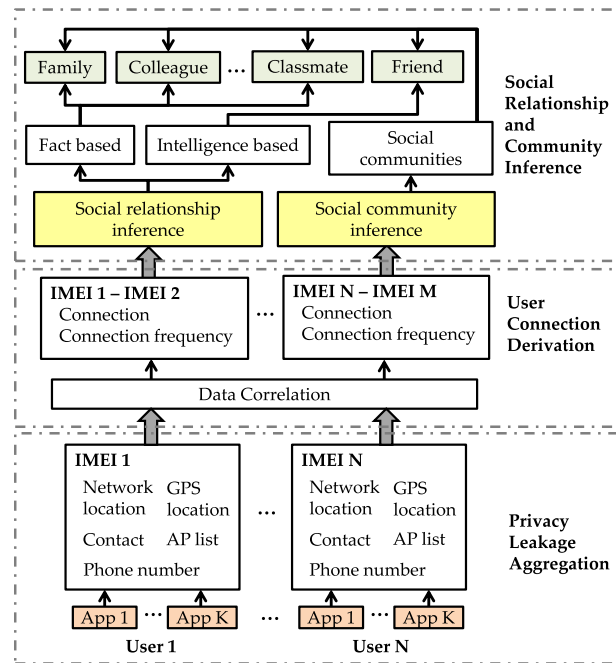 Family
Colleague
...
Classmate
Friend
Fact based
Intelligence based
Social
communities
Social relationship
inference
Social community
inference
Social
Relationship
and
Community
Inference
IMEI 1 – IMEI 2
Connection
Connection frequency
...
IMEI N – IMEI M
Connection
Connection frequency
Data Correlation
User
Connection
Derivation
IMEI 1
Network
location
GPS
location
Contact
AP list
Phone number
...
IMEI N
Network
location
GPS
location
Contact
AP list
Phone number
Privacy
Leakage
Aggregation
App 1
...
App K
...
App 1
...
App K
User 1
User N